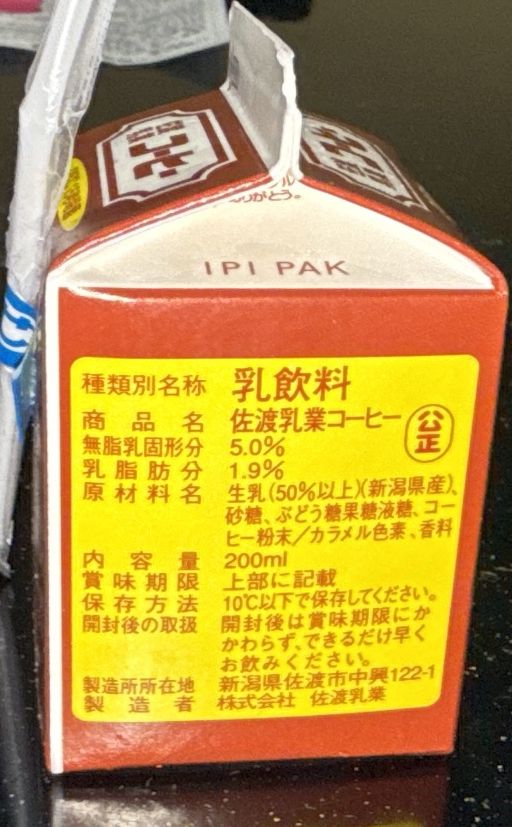 コーヒー
IPI PAK
種類別名称 乳飲料
商品名 佐渡乳業コーヒー 公正
無脂乳固形分 5.0%
乳脂肪分 1.9%
原材料名 生乳(50%以上)(新潟県産)、
砂糖、ぶどう糖果糖液糖、コー
ヒー粉末/カラメル色素、香料
内容量 200ml
賞味期限 上部に記載
保存方法 10℃以下で保存してください。
開封後の取扱 開封後は賞味期限にか
かわらず、できるだけ早く
お飲みください。
製造所所在地 新潟県佐渡市中興122-1
製造者 株式会社 佐渡乳業